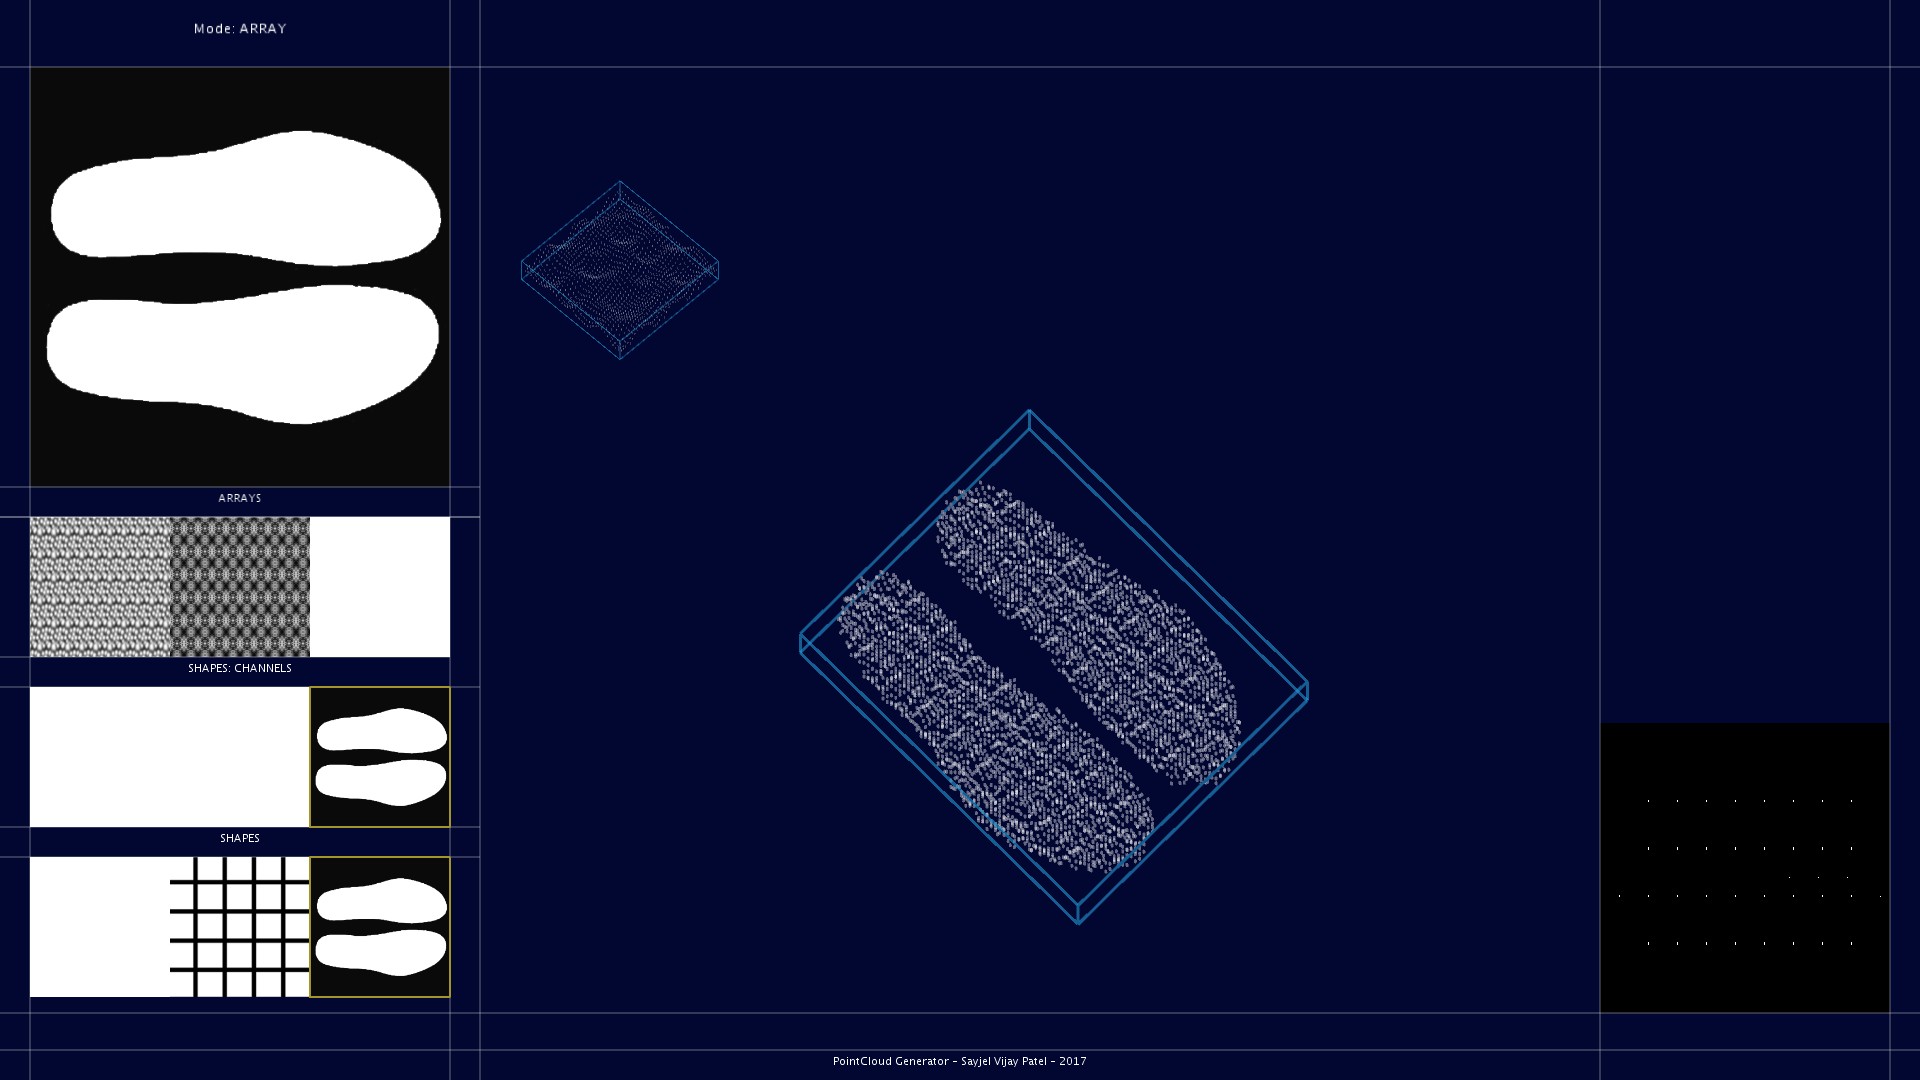 Mode: ARRAY
ARRAYS
SHAPES: CHANNELS
SHAPES
PointCloud Generator - Sayjel Vijay Patel - 2017